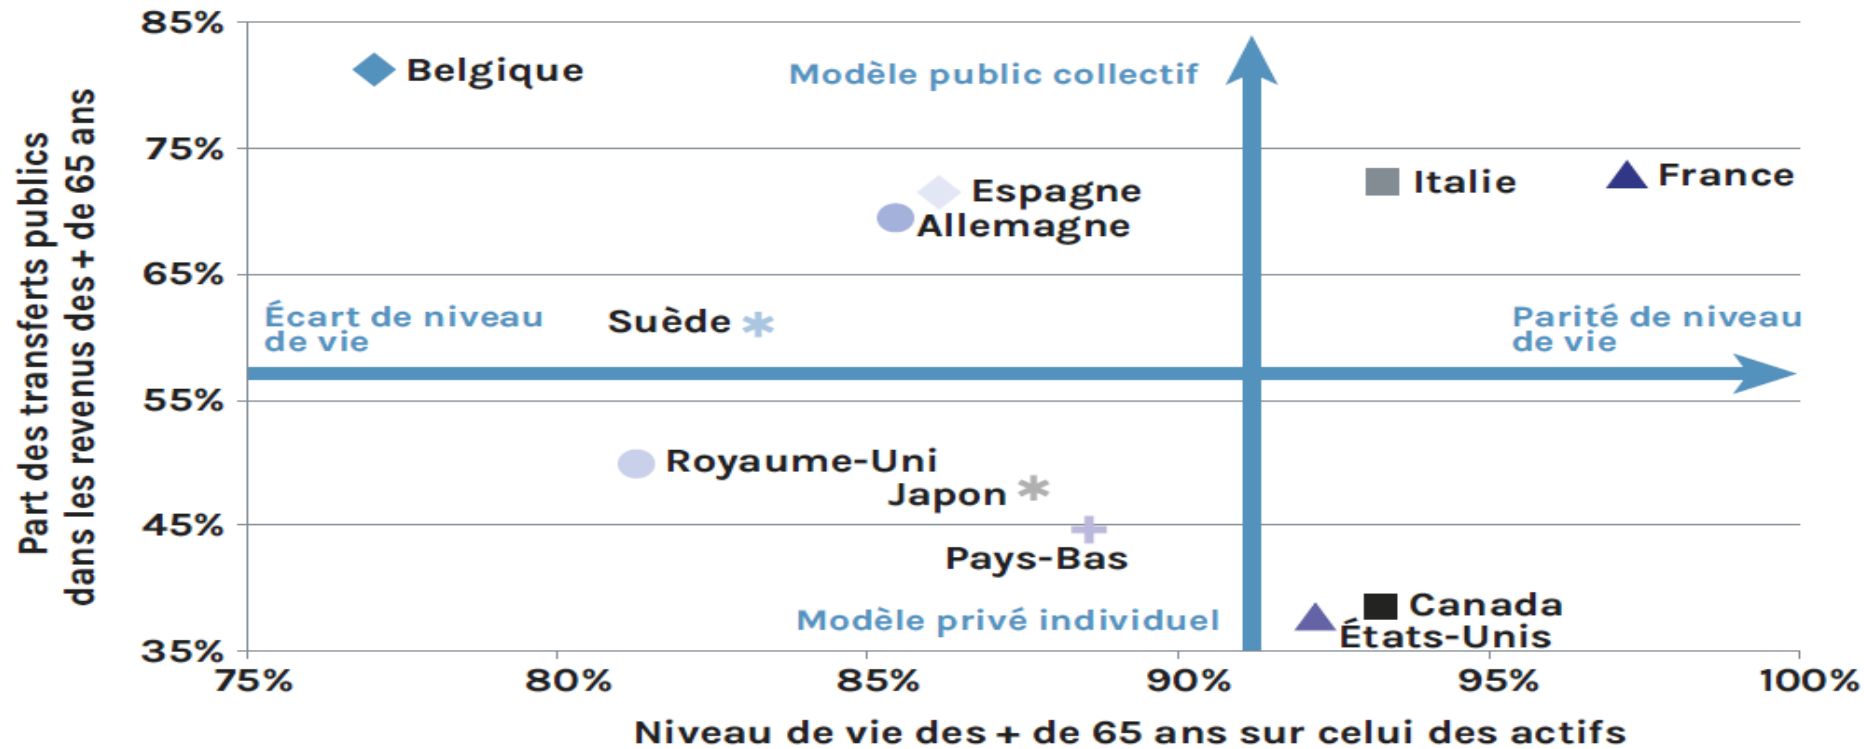 85%
Belgique
Modèle public collectif
75%
Espagne
Italie
France
Allemagne
65%
Écart de niveau
de vie
Suède
Parité de niveau
de vie
55%
Royaume-Uni
Japon
45%
Pays-Bas
Modèle privé individuel
Canada
États-Unis
35%
75%
80%
85%
90%
95%
100%
Part des transferts publics
dans les revenus des + de 65 ans
Niveau de vie des + de 65 ans sur celui des actifs